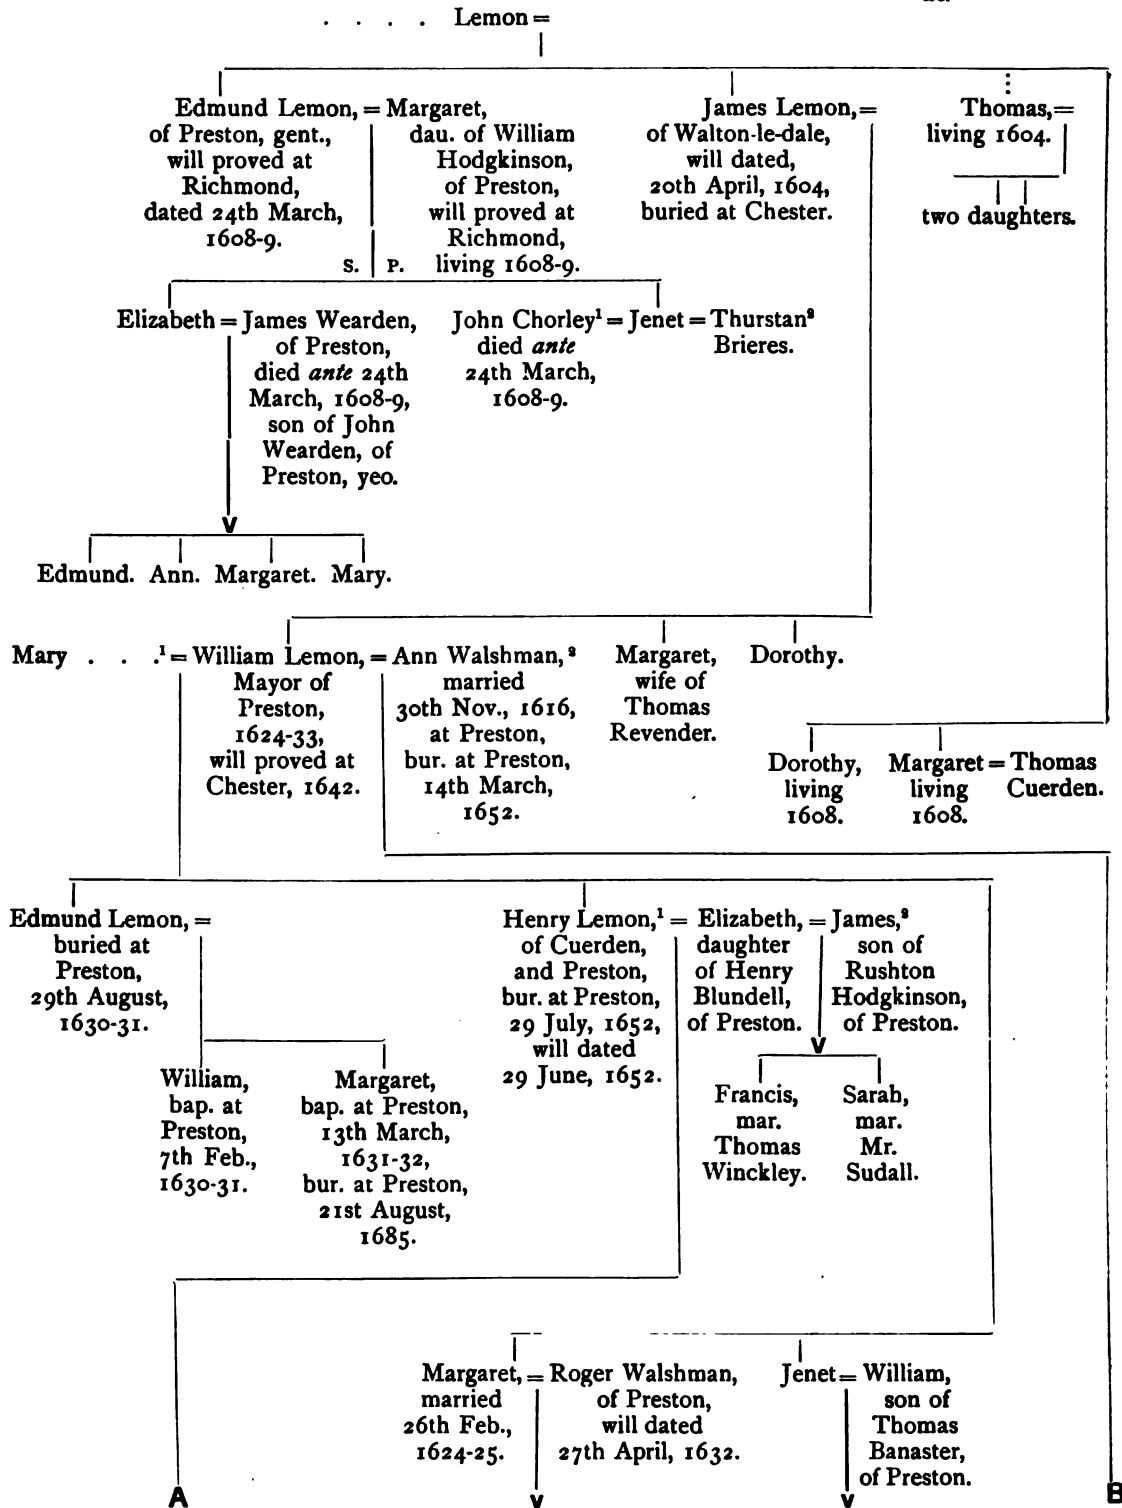 . . . . Lemon =
Edmund Lemon, = Margaret,
of Preston, gent.,
will proved at
Richmond,
dated 24th March,
1608-9.
dau. of William
Hodgkinson,
of Preston,
will proved at
Richmond,
living 1608-9.
S. P.
James Lemon, =
of Walton-le-dale,
will dated,
20th April, 1604,
buried at Chester.
Thomas, =
living 1604.
two daughters.
Elizabeth = James Wearden,
of Preston,
died ante 24th
March, 1608-9,
son of John
Wearden, of
Preston, yeo.
John Chorley¹ = Jenet = Thurstan²
died ante
24th March,
1608-9.
Brieres.
V
Edmund. Ann. Margaret. Mary.
Mary . . .¹ = William Lemon, = Ann Walshman,²
Mayor of
Preston,
1624-33,
will proved at
Chester, 1642.
married
30th Nov., 1616,
at Preston,
bur. at Preston,
14th March,
1652.
Margaret,
wife of
Thomas
Revender.
Dorothy.
Dorothy,
living
1608.
Margaret = Thomas
living
1608.
Cuerden.
Edmund Lemon, =
buried at
Preston,
29th August,
1630-31.
Henry Lemon,¹ = Elizabeth, = James,²
of Cuerden,
and Preston,
bur. at Preston,
29 July, 1652,
will dated
29 June, 1652.
daughter
of Henry
Blundell,
of Preston.
son of
Rushton
Hodgkinson,
of Preston.
V
William,
bap. at
Preston,
7th Feb.,
1630-31.
Margaret,
bap. at Preston,
13th March,
1631-32,
bur. at Preston,
21st August,
1685.
Francis,
mar.
Thomas
Winckley.
Sarah,
mar.
Mr.
Sudall.
Margaret, = Roger Walshman,
married
26th Feb.,
1624-25.
of Preston,
will dated
27th April, 1632.
Jenet = William,
son of
Thomas
Banaster,
of Preston.
A V V B